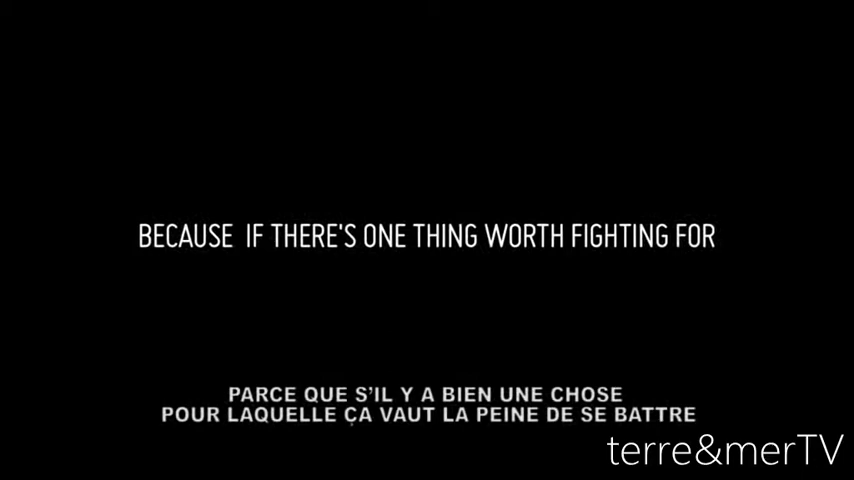 BECAUSE IF THERE'S ONE THING WORTH FIGHTING FOR
PARCE QUE S'IL Y A BIEN UNE CHOSE
POUR LAQUELLE ÇA VAUT LA PEINE DE SE BATTRE
terre&merTV